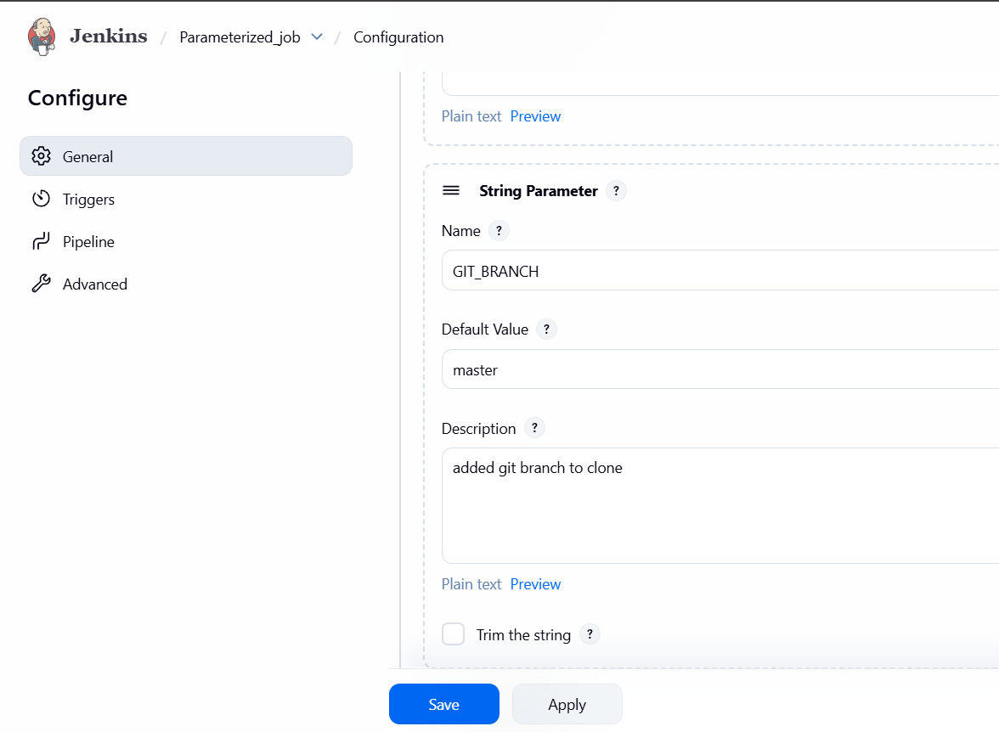 Jenkins / Parameterized_job / Configuration
Configure
General
Triggers
Pipeline
Advanced
Plain text Preview
String Parameter ?
Name ?
GIT_BRANCH
Default Value ?
master
Description ?
added git branch to clone
Plain text Preview
Trim the string ?
Save Apply